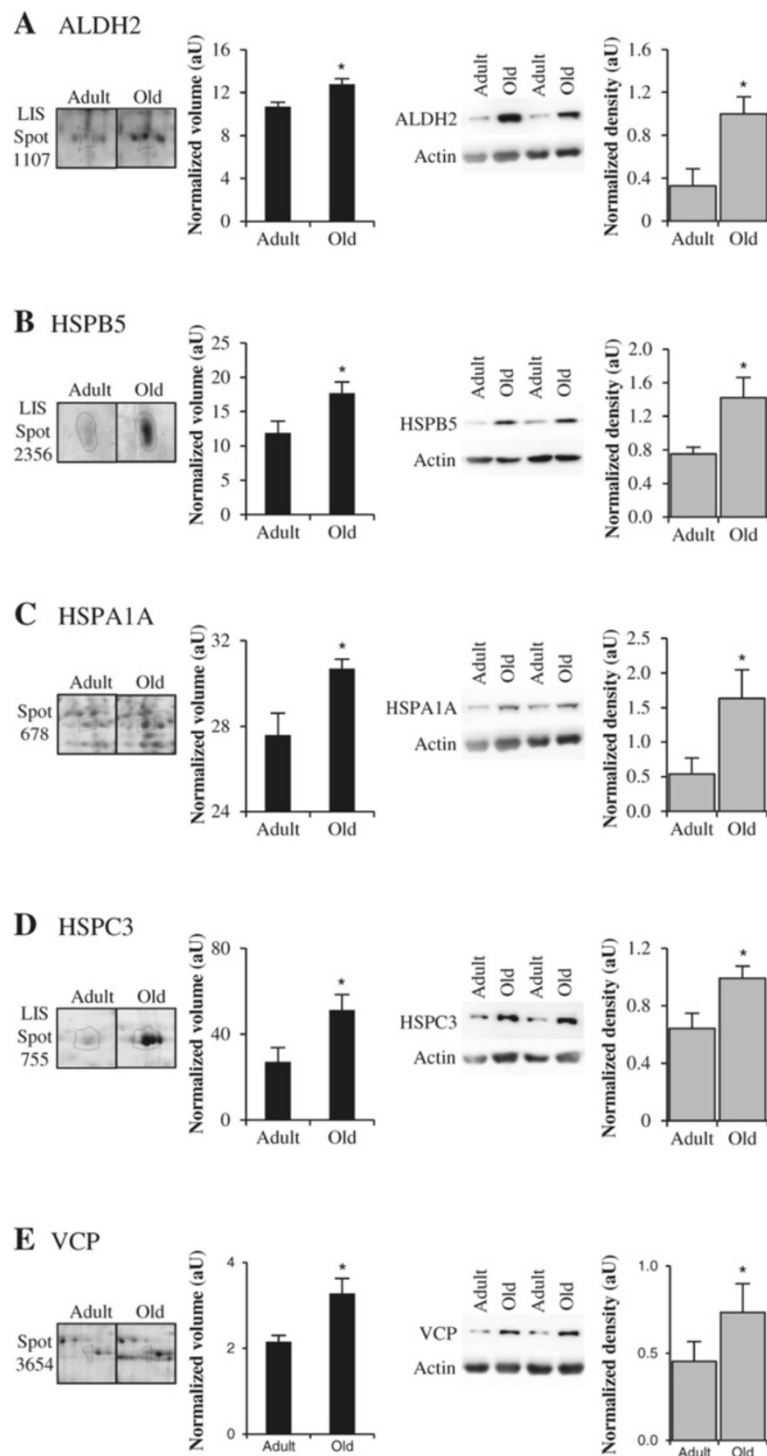 A ALDH2
Adult Old
LIS
Spot
1107
Normalized volume (aU)
16
12
8
4
0
*
Adult Old
Adult Old Adult Old
ALDH2
Actin
Normalized density (aU)
1.6
1.2
0.8
0.4
0
*
Adult Old
B HSPB5
Adult Old
LIS
Spot
2356
Normalized volume (aU)
25
20
15
10
5
0
*
Adult Old
Adult Old Adult Old
HSPB5
Actin
Normalized density (aU)
2.0
1.6
1.2
0.8
0.4
0.0
*
Adult Old
C HSPA1A
Adult Old
Spot
678
Normalized volume (aU)
32
28
24
*
Adult Old
Adult Old Adult Old
HSPA1A
Actin
Normalized density (aU)
2.5
2.0
1.5
1.0
0.5
0.0
*
Adult Old
D HSPC3
Adult Old
LIS
Spot
755
Normalized volume (aU)
80
60
40
20
0
*
Adult Old
Adult Old Adult Old
HSPC3
Actin
Normalized density (aU)
1.2
0.8
0.4
0
*
Adult Old
E VCP
Adult Old
Spot
3654
Normalized volume (aU)
4
2
0
*
Adult Old
Adult Old Adult Old
VCP
Actin
Normalized density (aU)
1.0
0.5
0.0
*
Adult Old